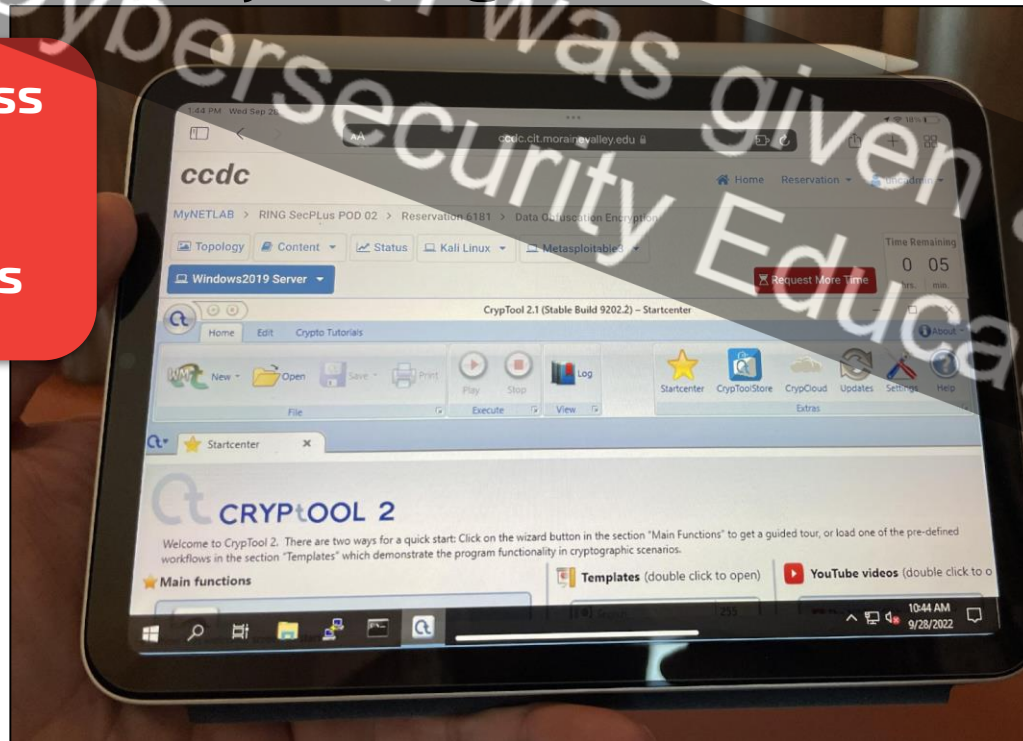 cybersecurity Educa
was given a
ss
s
1:44 PM Wed Sep 28
18%
AA
ccdc.cit.morainevalley.edu
ccdc
Home Reservation uncadmin
MyNETLAB > RING SecPLus POD 02 > Reservation 6181 > Data Obfuscation Encryption
Topology Content Status Kali Linux Metasploitable3
Time Remaining
0 05
hrs. min.
Windows2019 Server
Request More Time
CrypTool 2.1 (Stable Build 9202.2) – Startcenter
Home Edit Crypto Tutorials
About
New Open Save Print Play Stop Log Startcenter CrypToolStore CrypCloud Updates Settings Help
File Execute View Extras
Startcenter
CRYPTOOL 2
Welcome to CrypTool 2. There are two ways for a quick start: Click on the wizard button in the section "Main Functions" to get a guided tour, or load one of the pre-defined
workflows in the section "Templates" which demonstrate the program functionality in cryptographic scenarios.
Main functions
Templates (double click to open)
YouTube videos (double click to o
255
10:44 AM
9/28/2022